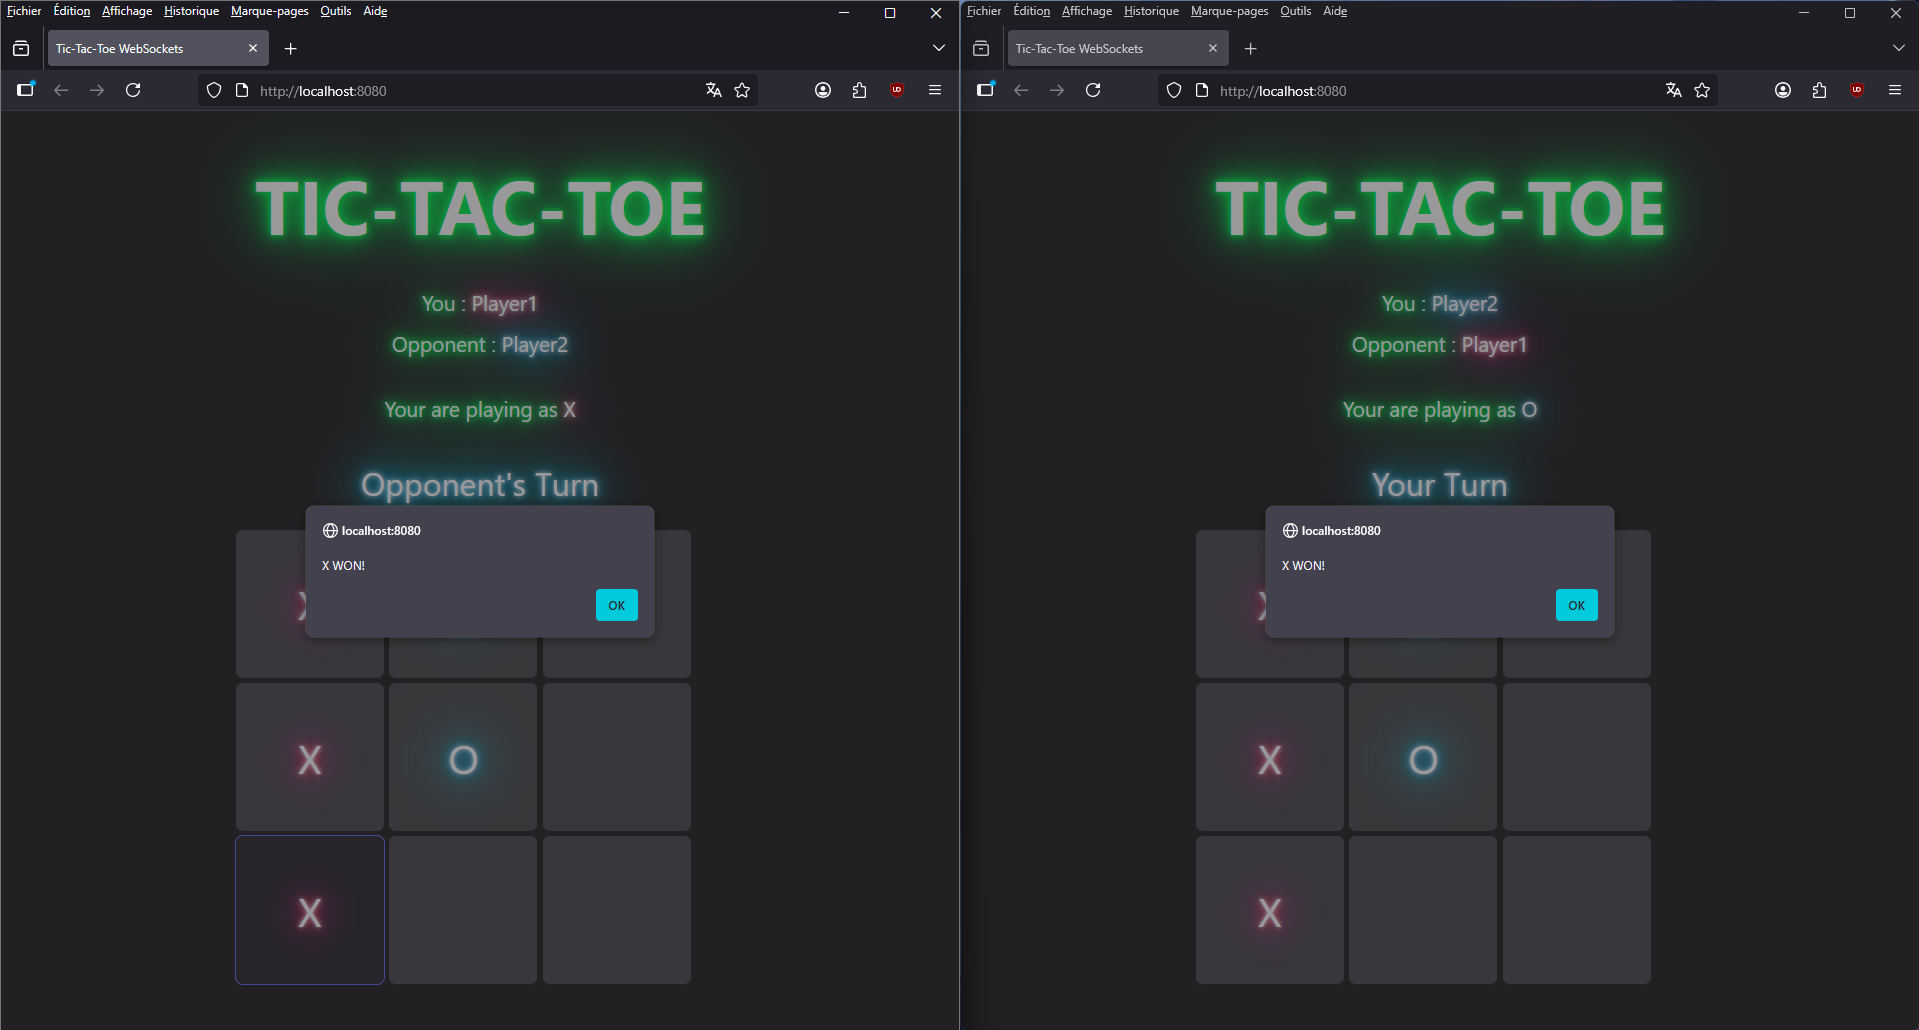 Fichier Édition Affichage Historique Marque-pages Outils Aide
Tic-Tac-Toe WebSockets
http://localhost:8080
TIC-TAC-TOE
You : Player1
Opponent : Player2
Your are playing as X
Opponent's Turn
localhost:8080
X WON!
OK
X
X O
X
Fichier Édition Affichage Historique Marque-pages Outils Aide
Tic-Tac-Toe WebSockets
http://localhost:8080
TIC-TAC-TOE
You : Player2
Opponent : Player1
Your are playing as O
Your Turn
localhost:8080
X WON!
OK
X
X O
X